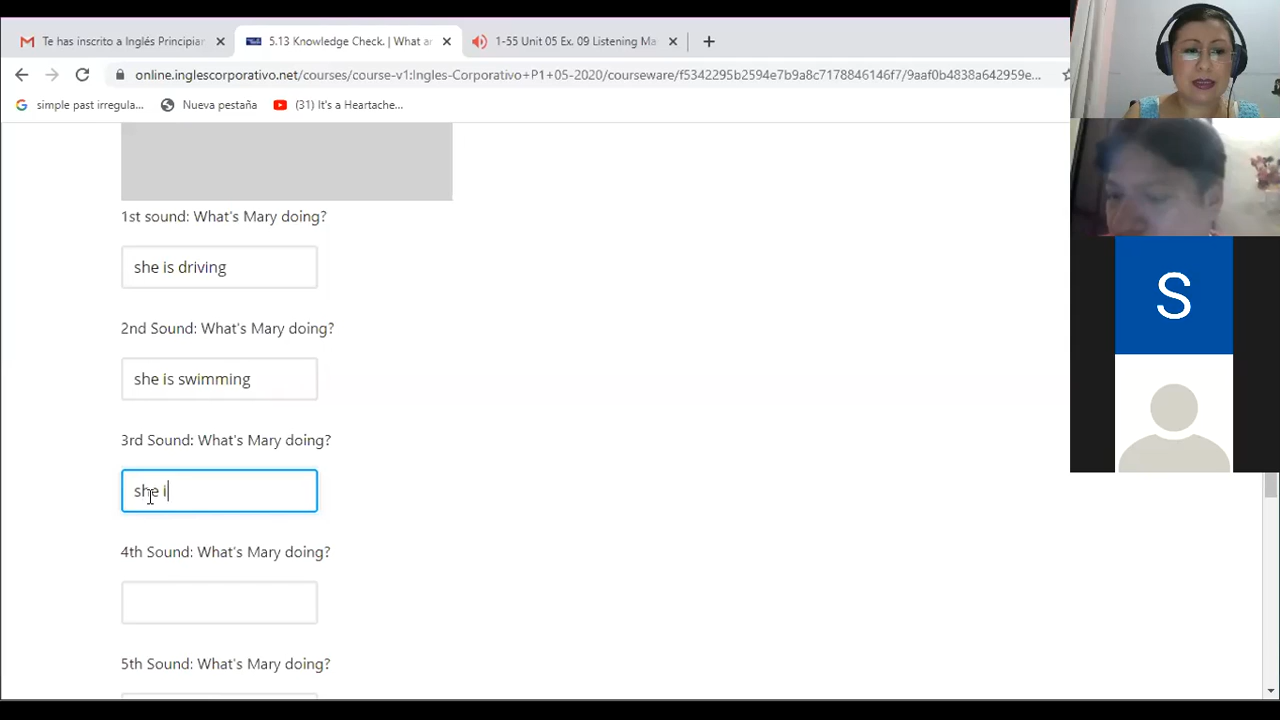 Te has inscrito a Inglés Principian
5.13 Knowledge Check. | What ar
1-55 Unit 05 Ex. 09 Listening Ma
online.inglescorporativo.net/courses/course-v1:Ingles-Corporativo+P1+05-2020/courseware/f5342295b2594e7b9a8c7178846146f7/9aaf0b4838a642959e...
simple past irregula...
Nueva pestaña
(31) It's a Heartache...
1st sound: What's Mary doing?
she is driving
2nd Sound: What's Mary doing?
she is swimming
3rd Sound: What's Mary doing?
she i
4th Sound: What's Mary doing?
5th Sound: What's Mary doing?
S